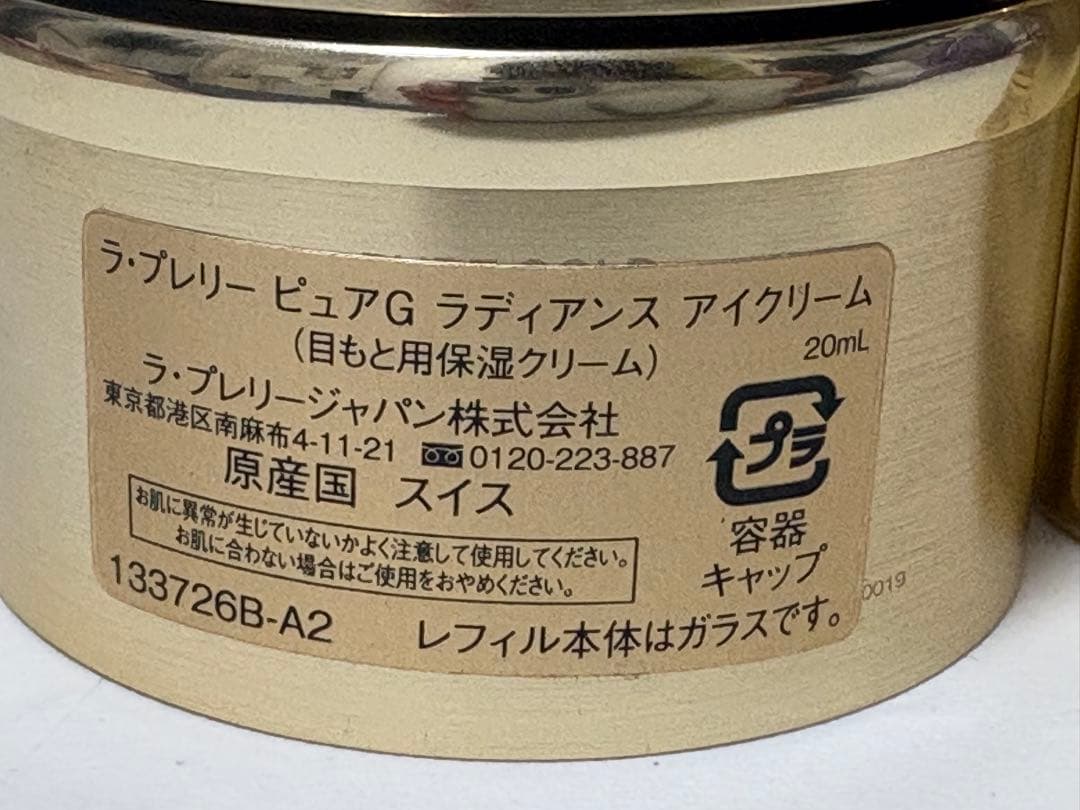 ラ・プレリー ピュアG ラディアンス アイクリーム
(目もと用保湿クリーム) 20mL
ラ・プレリージャパン株式会社
東京都港区南麻布4-11-21 0120-223-887
原産国 スイス
お肌に異常が生じていないかよく注意して使用してください。
お肌に合わない場合はご使用をおやめください。
133726B-A2
プラ
容器
キャップ
レフィル本体はガラスです。
0019